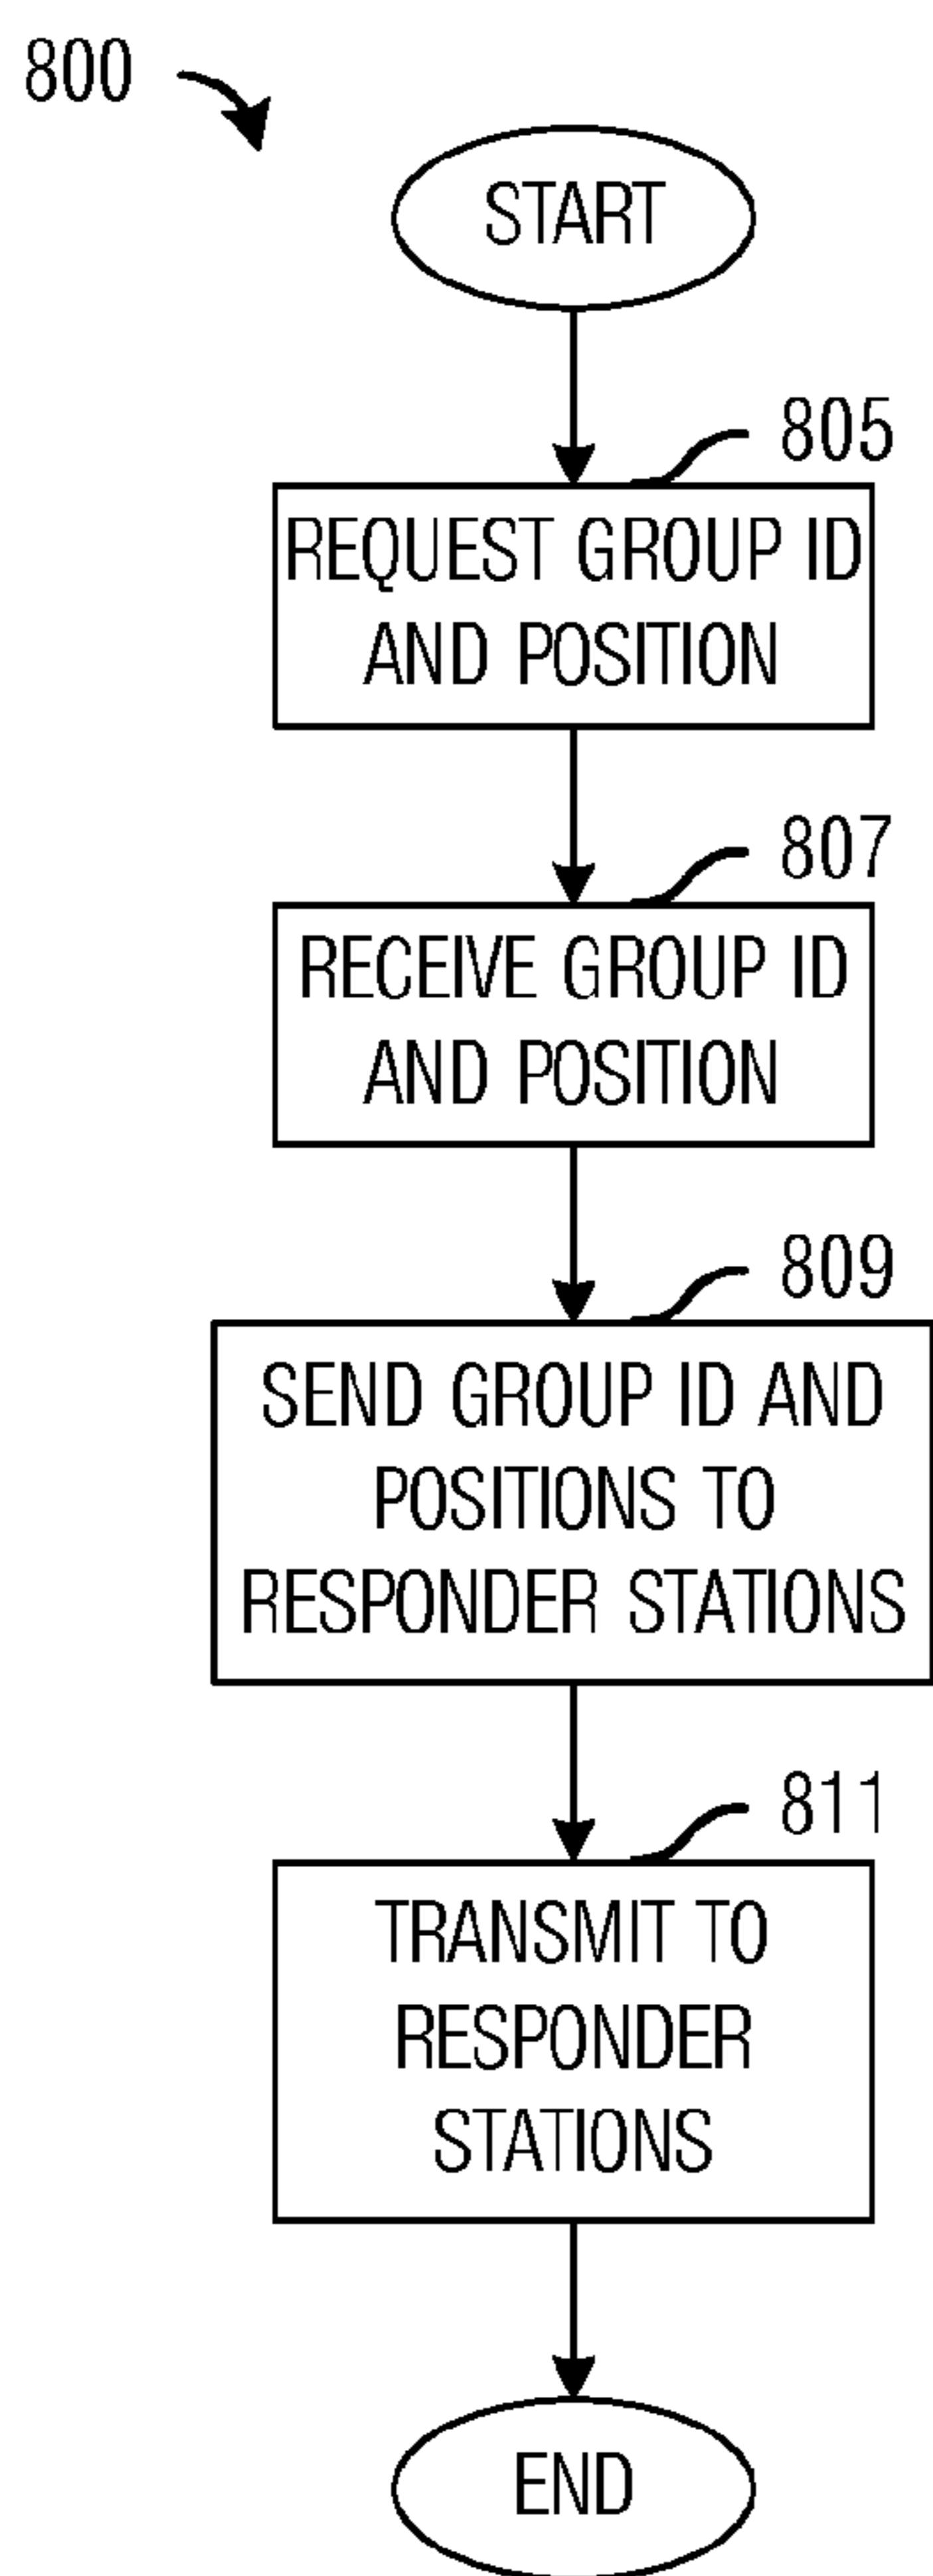 800
START
805
REQUEST GROUP ID
AND POSITION
807
RECEIVE GROUP ID
AND POSITION
809
SEND GROUP ID AND
POSITIONS TO
RESPONDER STATIONS
811
TRANSMIT TO
RESPONDER
STATIONS
END